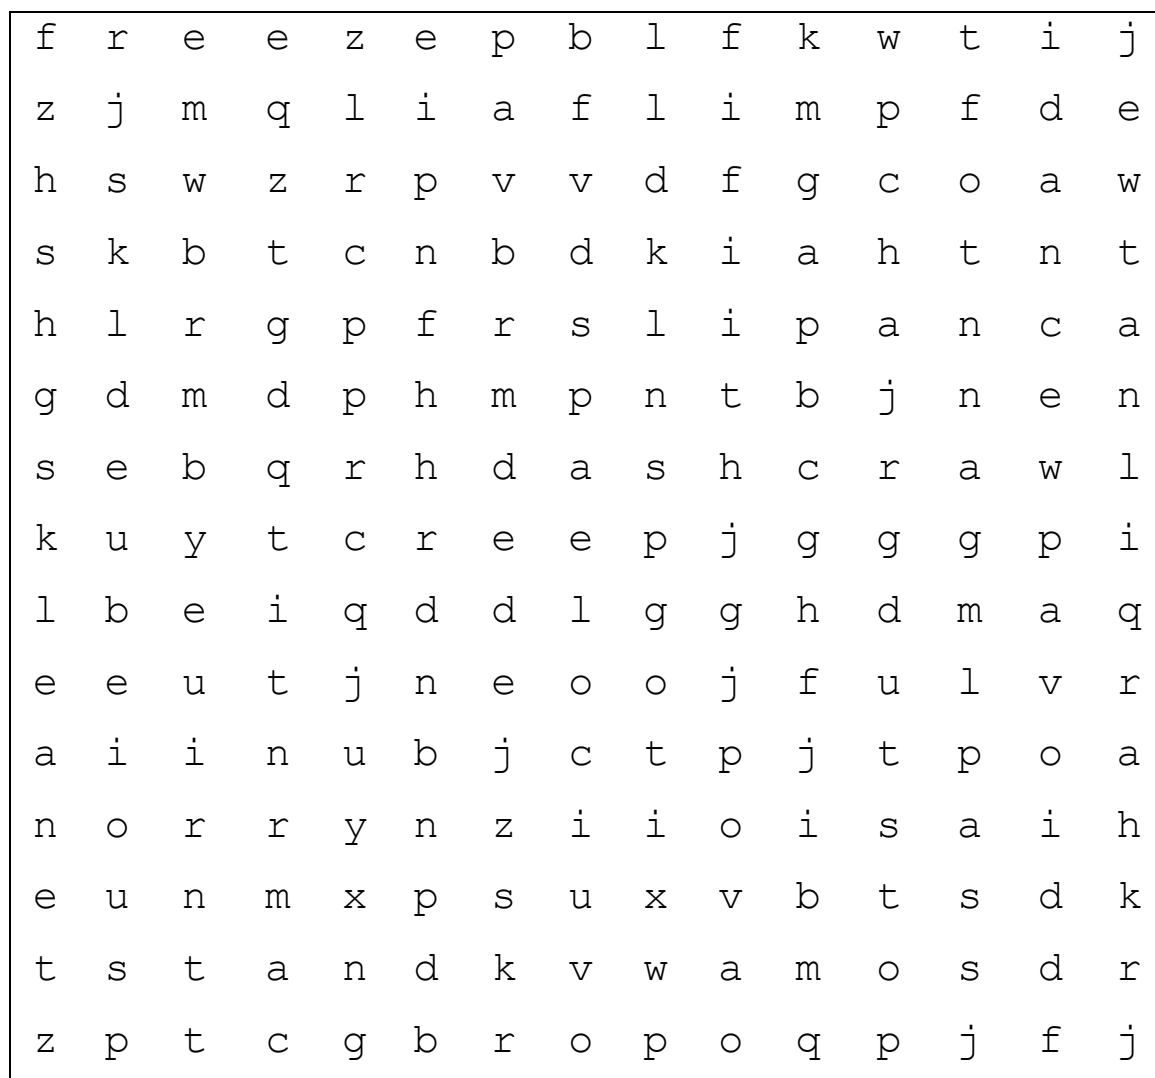 f r e e z e p b l f k w t i j
z j m q l i a f l i m p f d e
h s w z r p v v d f g c o a w
s k b t c n b d k i a h t n t
h l r g p f r s l i p a n c a
g d m d p h m p n t b j n e n
s e b q r h d a s h c r a w l
k u y t c r e e p j g g g p i
l b e i q d d l g g h d m a q
e e u t j n e o o j f u l v r
a i i n u b j c t p j t p o a
n o r r y n z i i o i s a i h
e u n m x p s u x v b t s d k
t s t a n d k v w a m o s d r
z p t c g b r o p o q p j f j